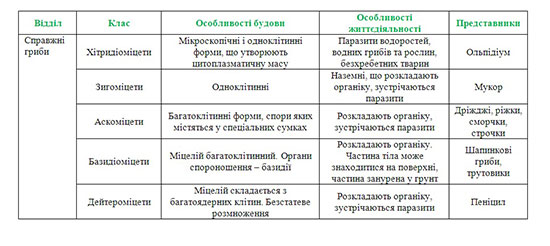 Відділ Клас Особливості будови Особливості життєдіяльності Представники
Справжні гриби
Хітридіоміцети
Мікроскопічні і одноклітинні
форми, що утворюють
цитоплазматичну масу
Паразити водоростей,
водних грибів та рослин,
безхребетних тварин
Ольпідіум
Зигоміцети
Одноклітинні
Наземні, що розкладають
органіку, зустрічаються
паразити
Мукор
Аскоміцети
Багатоклітинні форми, спори яких
містяться у спеціальних сумках
Розкладають органіку,
зустрічаються паразити
Дріжджі, ріжки,
сморчки,
строчки
Базидіоміцети
Міцелій багатоклітинний. Органи
спороношення – базидії
Розкладають органіку.
Частина тіла може
знаходитися на поверхні,
частина занурена у грунт
Шапинкові
гриби,
трутовики
Дейтероміцети
Міцелій складається з
багатоядерних клітин. Безстатеве
розмноження
Розкладають органіку,
зустрічаються паразити
Пеніцил